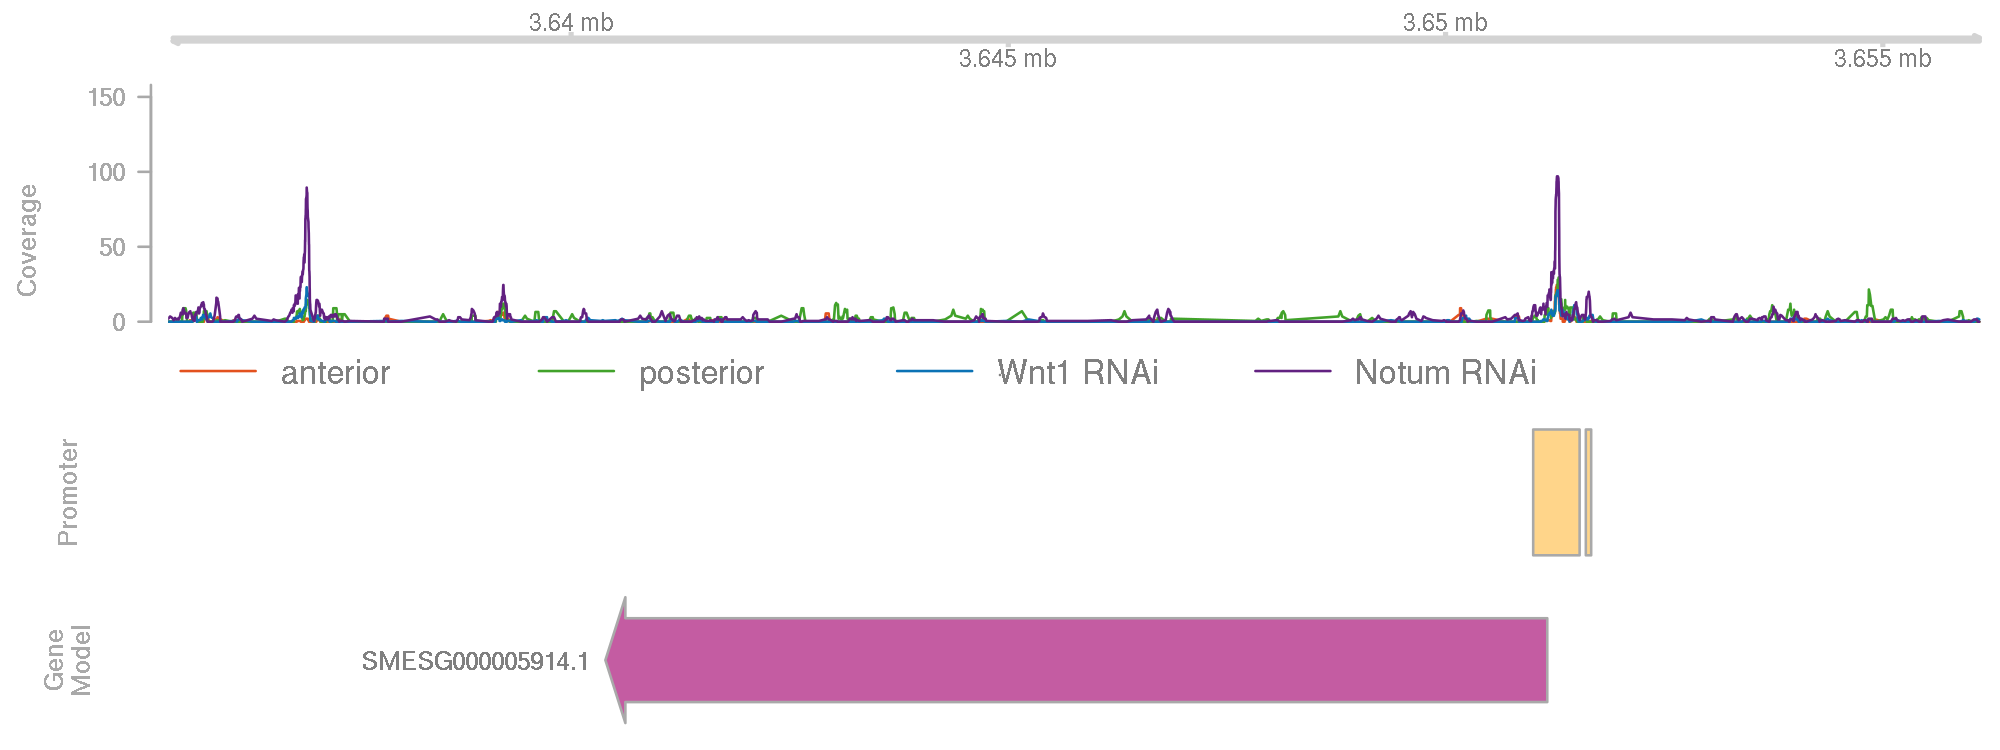 3.64 mb
3.65 mb
3.645 mb
3.655 mb
150
100
50
0
Coverage
anterior
posterior
Wnt1 RNAi
Notum RNAi
Promoter
Gene
Model
SMESG000005914.1